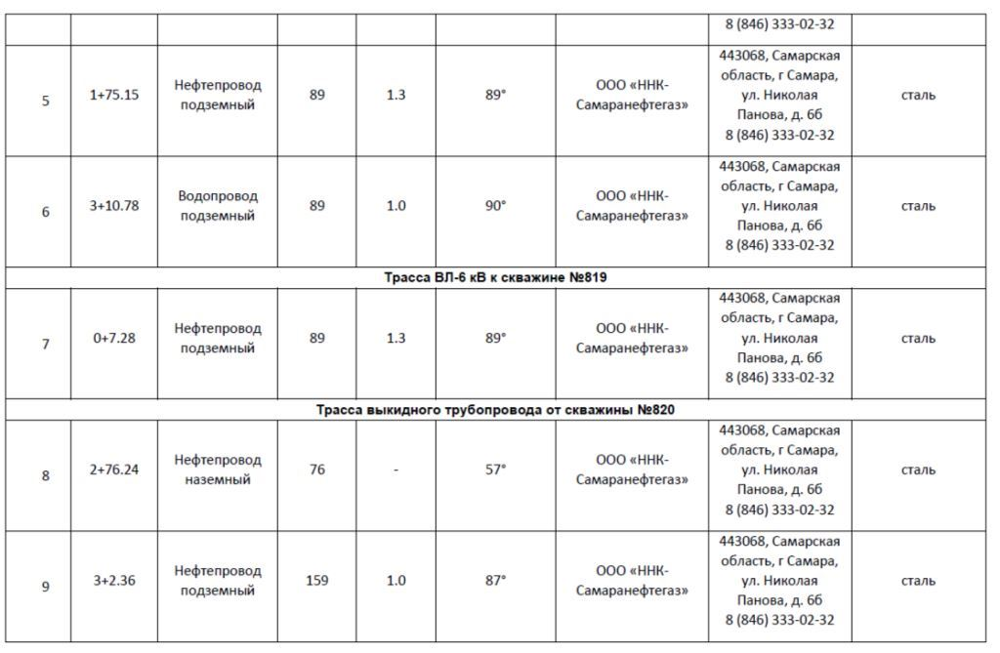 8 (846) 333-02-32
5 1+75.15 Нефтепровод подземный 89 1.3 89° ООО «ННК-Самаранефтегаз» 443068, Самарская область, г Самара, ул. Николая Панова, д. 6б 8 (846) 333-02-32 сталь
6 3+10.78 Водопровод подземный 89 1.0 90° ООО «ННК-Самаранефтегаз» 443068, Самарская область, г Самара, ул. Николая Панова, д. 6б 8 (846) 333-02-32 сталь
Трасса ВЛ-6 кВ к скважине №819
7 0+7.28 Нефтепровод подземный 89 1.3 89° ООО «ННК-Самаранефтегаз» 443068, Самарская область, г Самара, ул. Николая Панова, д. 6б 8 (846) 333-02-32 сталь
Трасса выкидного трубопровода от скважины №820
8 2+76.24 Нефтепровод наземный 76 - 57° ООО «ННК-Самаранефтегаз» 443068, Самарская область, г Самара, ул. Николая Панова, д. 6б 8 (846) 333-02-32 сталь
9 3+2.36 Нефтепровод подземный 159 1.0 87° ООО «ННК-Самаранефтегаз» 443068, Самарская область, г Самара, ул. Николая Панова, д. 6б 8 (846) 333-02-32 сталь